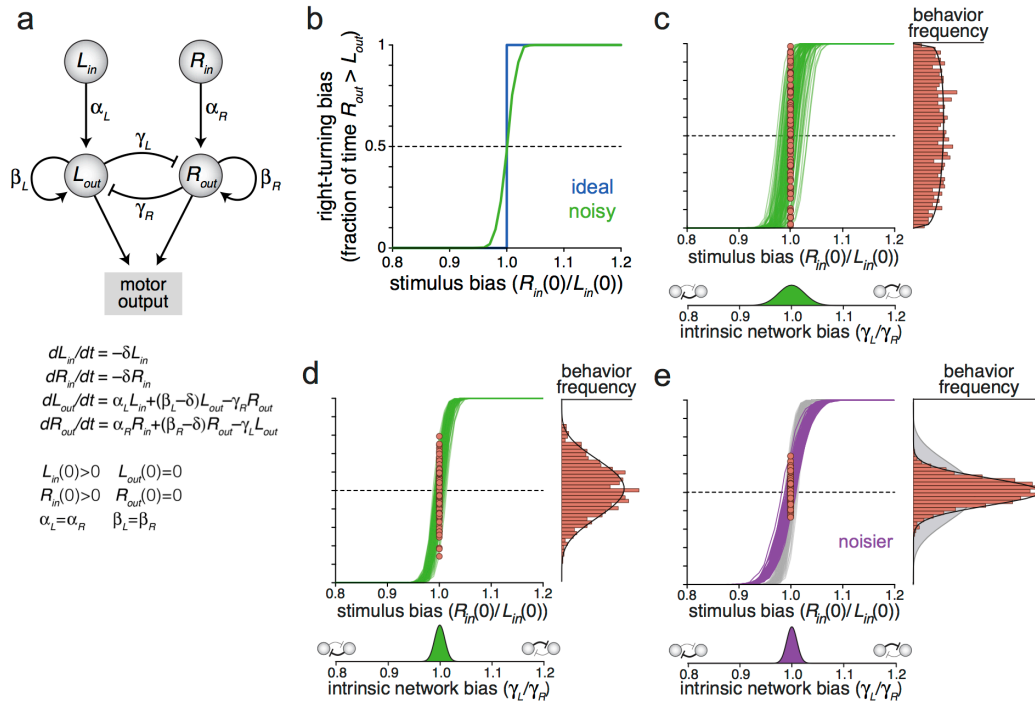 a
L_in
R_in
α_L
α_R
γ_L
β_L
L_out
R_out
β_R
γ_R
motor
output
dL_in/dt = −δL_in
dR_in/dt = −δR_in
dL_out/dt = α_L L_in+(β_L−δ)L_out−γ_R R_out
dR_out/dt = α_R R_in+(β_R−δ)R_out−γ_L L_out
L_in(0)>0 L_out(0)=0
R_in(0)>0 R_out(0)=0
α_L=α_R β_L=β_R
b
right-turning bias
(fraction of time R_out > L_out)
1
0.5
0
ideal
noisy
0.8 0.9 1.0 1.1 1.2
stimulus bias (R_in(0)/L_in(0))
c
behavior
frequency
0.8 0.9 1.0 1.1 1.2
stimulus bias (R_in(0)/L_in(0))
0.8 0.9 1.0 1.1 1.2
intrinsic network bias (γ_L/γ_R)
d
behavior
frequency
0.8 0.9 1.0 1.1 1.2
stimulus bias (R_in(0)/L_in(0))
0.8 0.9 1.0 1.1 1.2
intrinsic network bias (γ_L/γ_R)
e
behavior
frequency
noisier
0.8 0.9 1.0 1.1 1.2
stimulus bias (R_in(0)/L_in(0))
0.8 0.9 1.0 1.1 1.2
intrinsic network bias (γ_L/γ_R)